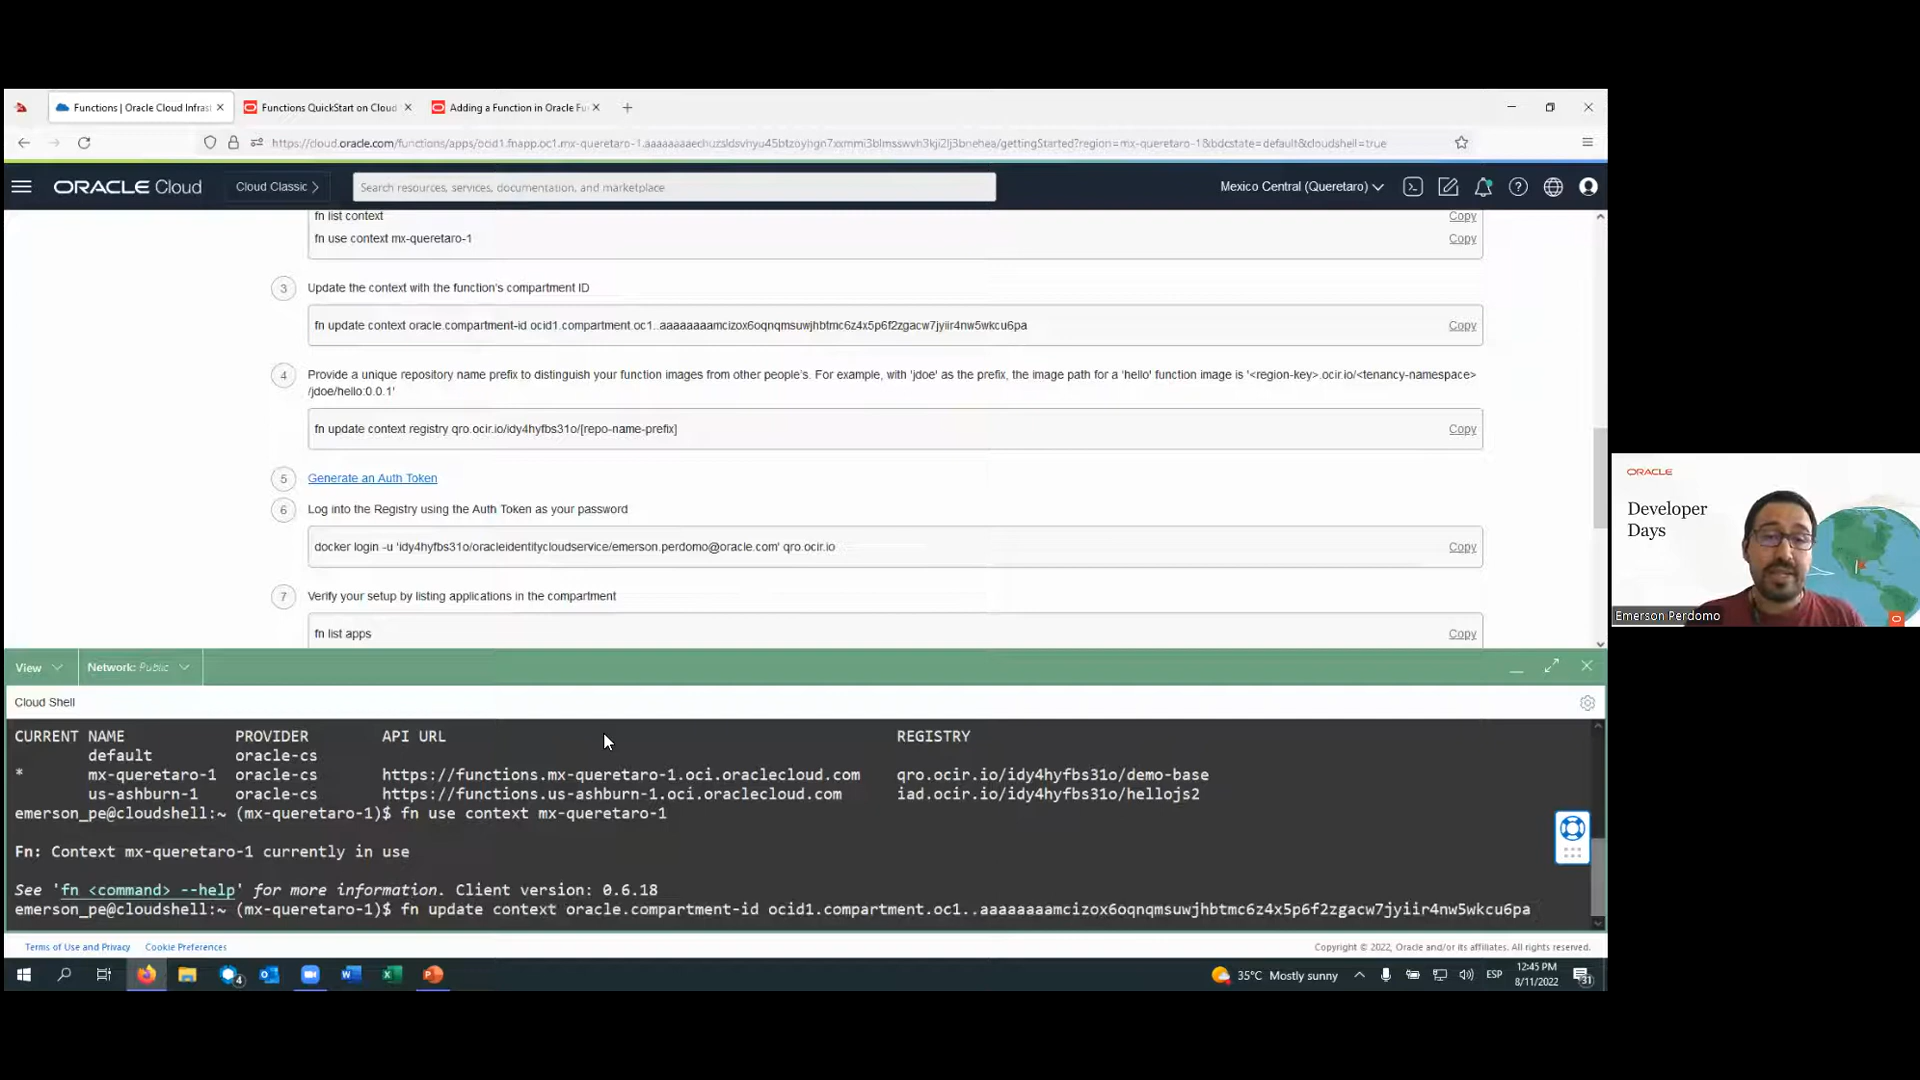 Functions | Oracle Cloud Infrast
Functions QuickStart on Cloud
Adding a Function in Oracle Fu
ORACLE Cloud
Cloud Classic
Search resources, services, documentation, and marketplace
Mexico Central (Queretaro)
fn list context
Copy
fn use context mx-queretaro-1
Copy
3
Update the context with the function's compartment ID
fn update context oracle.compartment-id ocid1.compartment.oc1..aaaaaaaamcizox6oqnqmsuwjhbtmc6z4x5p6f2zgacw7jyiir4nw5wkcu6pa
Copy
4
Provide a unique repository name prefix to distinguish your function images from other people's. For example, with 'jdoe' as the prefix, the image path for a 'hello' function image is '<region-key>.ocir.io/<tenancy-namespace>
/jdoe/hello:0.0.1'
fn update context registry qro.ocir.io/idy4hyfbs31o/[repo-name-prefix]
Copy
5
Generate an Auth Token
6
Log into the Registry using the Auth Token as your password
docker login -u 'idy4hyfbs31o/oracleidentitycloudservice/emerson.perdomo@oracle.com' qro.ocir.io
Copy
7
Verify your setup by listing applications in the compartment
fn list apps
Copy
View
Network: Public
Cloud Shell
CURRENT NAME PROVIDER API URL REGISTRY
default oracle-cs
* mx-queretaro-1 oracle-cs https://functions.mx-queretaro-1.oci.oraclecloud.com qro.ocir.io/idy4hyfbs31o/demo-base
us-ashburn-1 oracle-cs https://functions.us-ashburn-1.oci.oraclecloud.com iad.ocir.io/idy4hyfbs31o/hellojs2
emerson_pe@cloudshell:~ (mx-queretaro-1)$ fn use context mx-queretaro-1
Fn: Context mx-queretaro-1 currently in use
See 'fn <command> --help' for more information. Client version: 0.6.18
emerson_pe@cloudshell:~ (mx-queretaro-1)$ fn update context oracle.compartment-id ocid1.compartment.oc1..aaaaaaaamcizox6oqnqmsuwjhbtmc6z4x5p6f2zgacw7jyiir4nw5wkcu6pa
Terms of Use and Privacy
Cookie Preferences
Copyright © 2022, Oracle and/or its affiliates. All rights reserved.
4
35°C Mostly sunny
ESP
12:45 PM
8/11/2022
31
ORACLE
Developer
Days
Emerson Perdomo